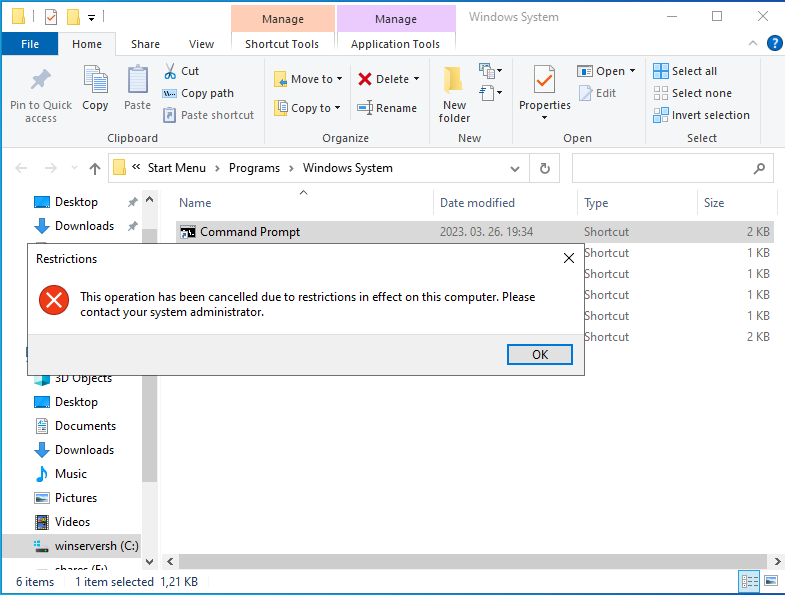 Manage
Manage
Windows System
File
Home
Share
View
Shortcut Tools
Application Tools
Pin to Quick
access
Copy
Paste
Cut
Copy path
Paste shortcut
Clipboard
Move to
Copy to
Delete
Rename
Organize
New
folder
New
Properties
Open
Edit
Open
Select all
Select none
Invert selection
Select
« Start Menu › Programs › Windows System
Desktop
Downloads
Name
Date modified
Type
Size
Command Prompt
2023. 03. 26. 19:34
Shortcut
2 KB
Shortcut
1 KB
Shortcut
1 KB
Shortcut
1 KB
Shortcut
1 KB
Shortcut
2 KB
Restrictions
This operation has been cancelled due to restrictions in effect on this computer. Please
contact your system administrator.
OK
3D Objects
Desktop
Documents
Downloads
Music
Pictures
Videos
winserversh (C:)
shares (F:)
6 items
1 item selected 1,21 KB